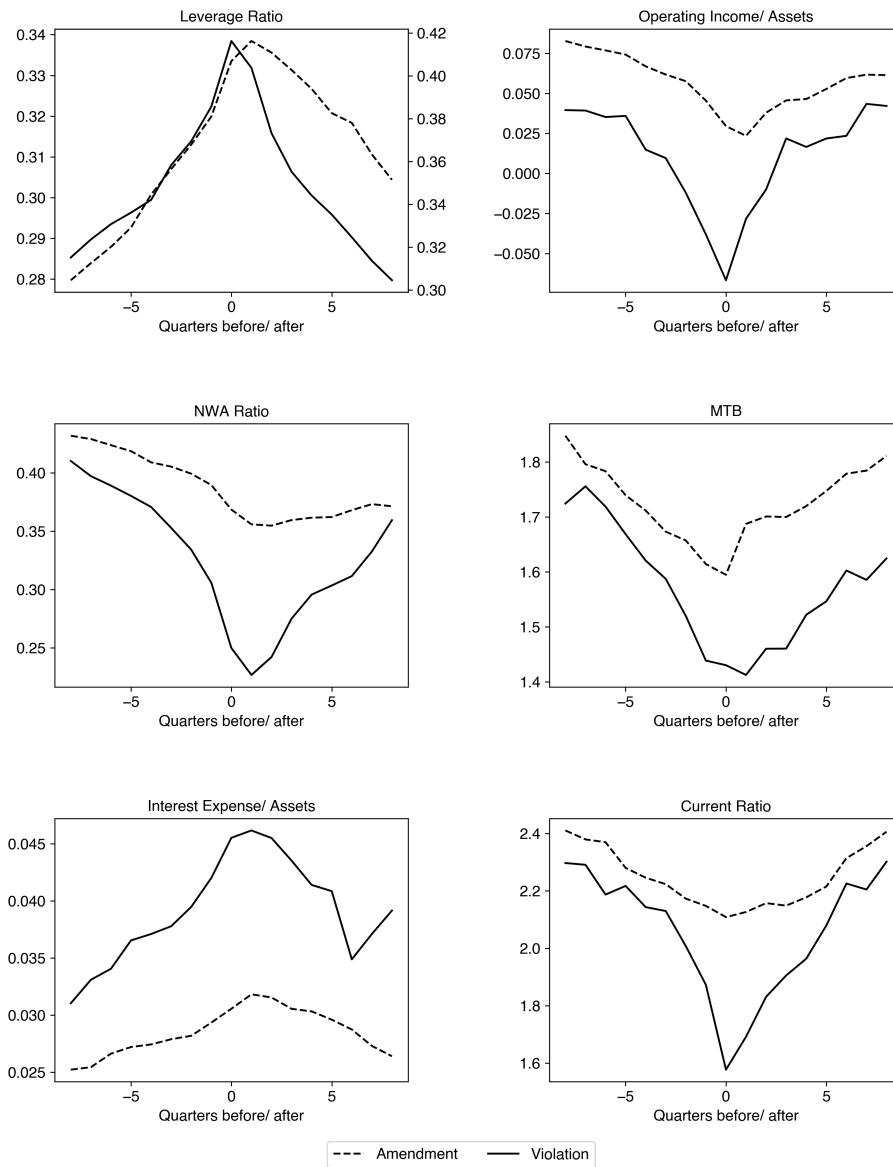 Leverage Ratio
0.34
0.33
0.32
0.31
0.30
0.29
0.28
0.42
0.40
0.38
0.36
0.34
0.32
0.30
−5 0 5
Quarters before/ after
Operating Income/ Assets
0.075
0.050
0.025
0.000
−0.025
−0.050
−5 0 5
Quarters before/ after
NWA Ratio
0.40
0.35
0.30
0.25
−5 0 5
Quarters before/ after
MTB
1.8
1.7
1.6
1.5
1.4
−5 0 5
Quarters before/ after
Interest Expense/ Assets
0.045
0.040
0.035
0.030
0.025
−5 0 5
Quarters before/ after
Current Ratio
2.4
2.2
2.0
1.8
1.6
−5 0 5
Quarters before/ after
Amendment Violation